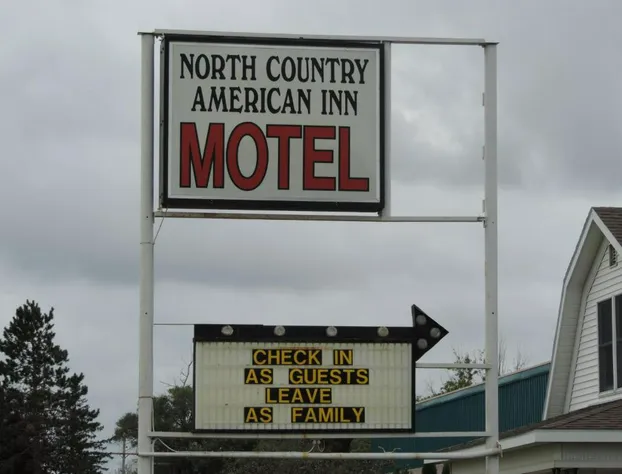 NORTH COUNTRY
AMERICAN INN
MOTEL
CHECK IN
AS GUESTS
LEAVE
AS FAMILY